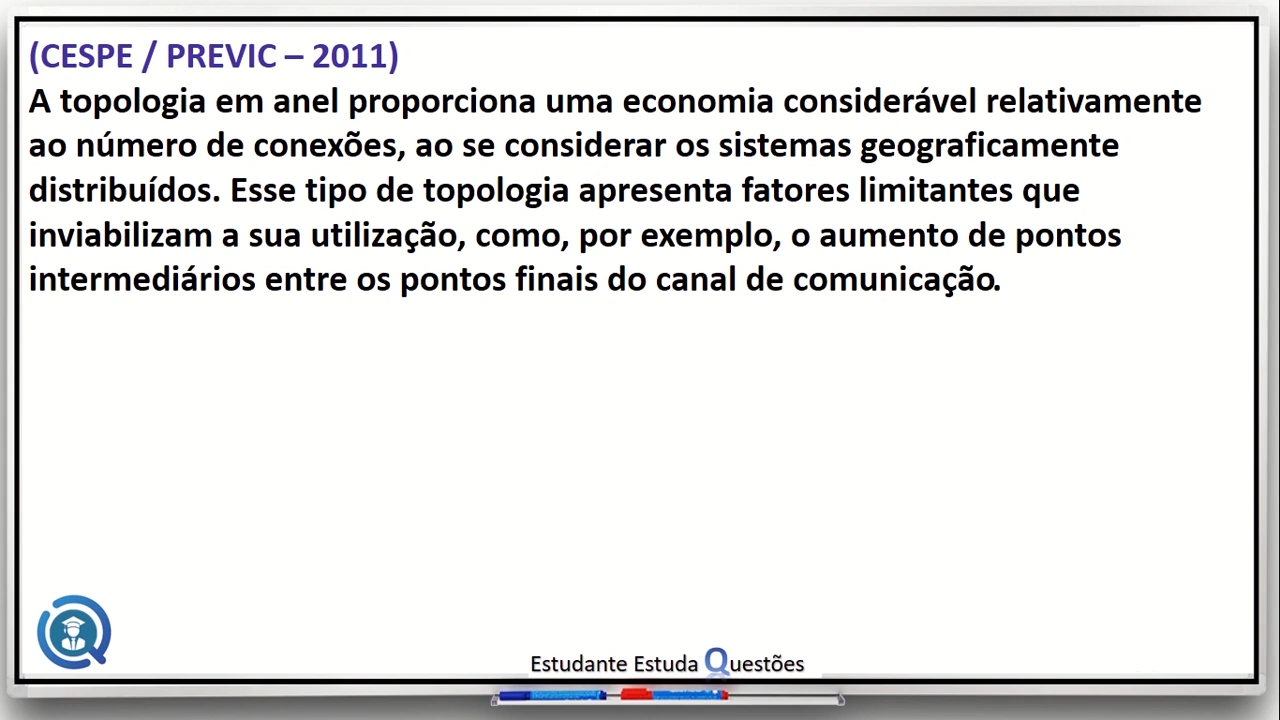 (CESPE / PREVIC – 2011)
A topologia em anel proporciona uma economia considerável relativamente
ao número de conexões, ao se considerar os sistemas geograficamente
distribuídos. Esse tipo de topologia apresenta fatores limitantes que
inviabilizam a sua utilização, como, por exemplo, o aumento de pontos
intermediários entre os pontos finais do canal de comunicação.
Estudante Estuda Questões